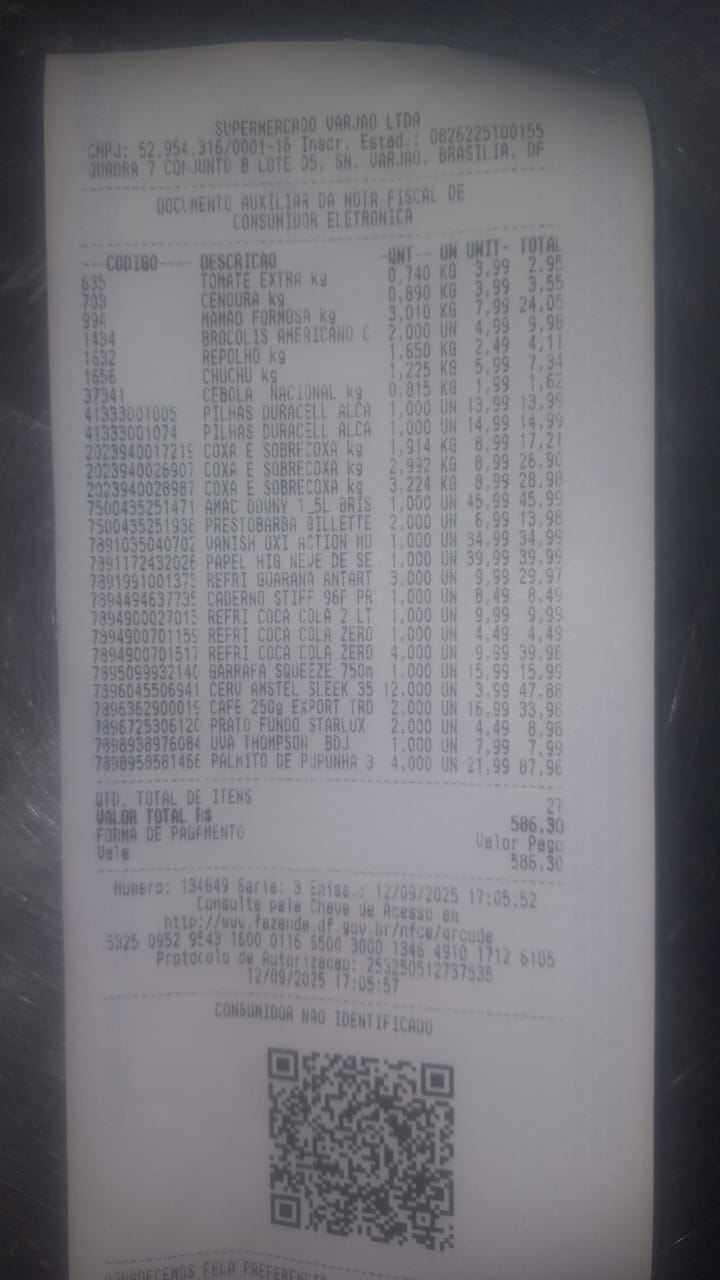 SUPERMERCADO VARJAO LTDA
CNPJ: 52.954.316/0001-16 Inscr. Estad.: 0826225100155
QUADRA 7 CONJUNTO B LOTE 05, SN, VARJAO, BRASILIA, DF
DOCUMENTO AUXILIAR DA NOTA FISCAL DE
CONSUMIDOR ELETRONICA
---CODIGO---- DESCRICAO -QNT-- UN UNIT- TOTAL
635 TOMATE EXTRA kg 0,740 KG 3,99 2,95
709 CENOURA kg 0,890 KG 3,99 3,55
994 MAMAO FORMOSA kg 3,010 KG 7,99 24,05
1434 BROCOLIS AMERICANO C 2,000 UN 4,99 9,98
1632 REPOLHO kg 1,650 KG 2,49 4,11
1656 CHUCHU kg 1,225 KG 5,99 7,34
37341 CEBOLA NACIONAL kg 0,815 KG 1,99 1,62
41333001005 PILHAS DURACELL ALCA 1,000 UN 13,99 13,99
41333001074 PILHAS DURACELL ALCA 1,000 UN 14,99 14,99
2023940017219 COXA E SOBRECOXA kg 1,914 KG 8,99 17,21
2023940026907 COXA E SOBRECOXA kg 2,992 KG 8,99 26,90
2023940028987 COXA E SOBRECOXA kg 3,224 KG 8,99 28,98
7500435251471 AMAC DOWNY 1_5L BRIS 1,000 UN 45,99 45,99
7500435251938 PRESTOBARBA GILLETTE 2,000 UN 6,99 13,98
7891035040702 VANISH OXI ACTION MU 1,000 UN 34,99 34,99
7891172432026 PAPEL HIG NEVE DE SE 1,000 UN 39,99 39,99
7891991001373 REFRI GUARANA ANTART 3,000 UN 9,99 29,97
7894494637735 CADERNO STIFF 96F PR 1,000 UN 8,49 8,49
7894900027013 REFRI COCA COLA 2 LT 1,000 UN 9,99 9,99
7894900701159 REFRI COCA COLA ZERO 1,000 UN 4,49 4,49
7894900701517 REFRI COCA COLA ZERO 4,000 UN 9,99 39,96
7895099932140 GARRAFA SQUEEZE 750m 1,000 UN 15,99 15,99
7896045506941 CERV AMSTEL SLEEK 35 12,000 UN 3,99 47,88
7896362900019 CAFE 250g EXPORT TRD 2,000 UN 16,99 33,98
7896725306120 PRATO FUNDO STARLUX 2,000 UN 4,49 8,98
7898938976084 UVA THOMPSON BDJ 1,000 UN 7,99 7,99
7898958581466 PALMITO DE PUPUNHA 3 4,000 UN 21,99 87,96
QTD. TOTAL DE ITENS 27
VALOR TOTAL R$ 586,30
FORMA DE PAGAMENTO Valor Pago
Vale 586,30
Numero: 134649 Serie: 3 Emiss.: 12/09/2025 17:05:52
Consulte pela Chave de Acesso em
http://www.fazenda.df.gov.br/nfce/qrcode
5325 0952 9543 1600 0116 6500 3000 1346 4910 1712 6105
Protocolo de Autorizacao: 253250512737535
12/09/2025 17:05:57
CONSUMIDOR NAO IDENTIFICADO
AGRADECEMOS PELA PREFERENCIA